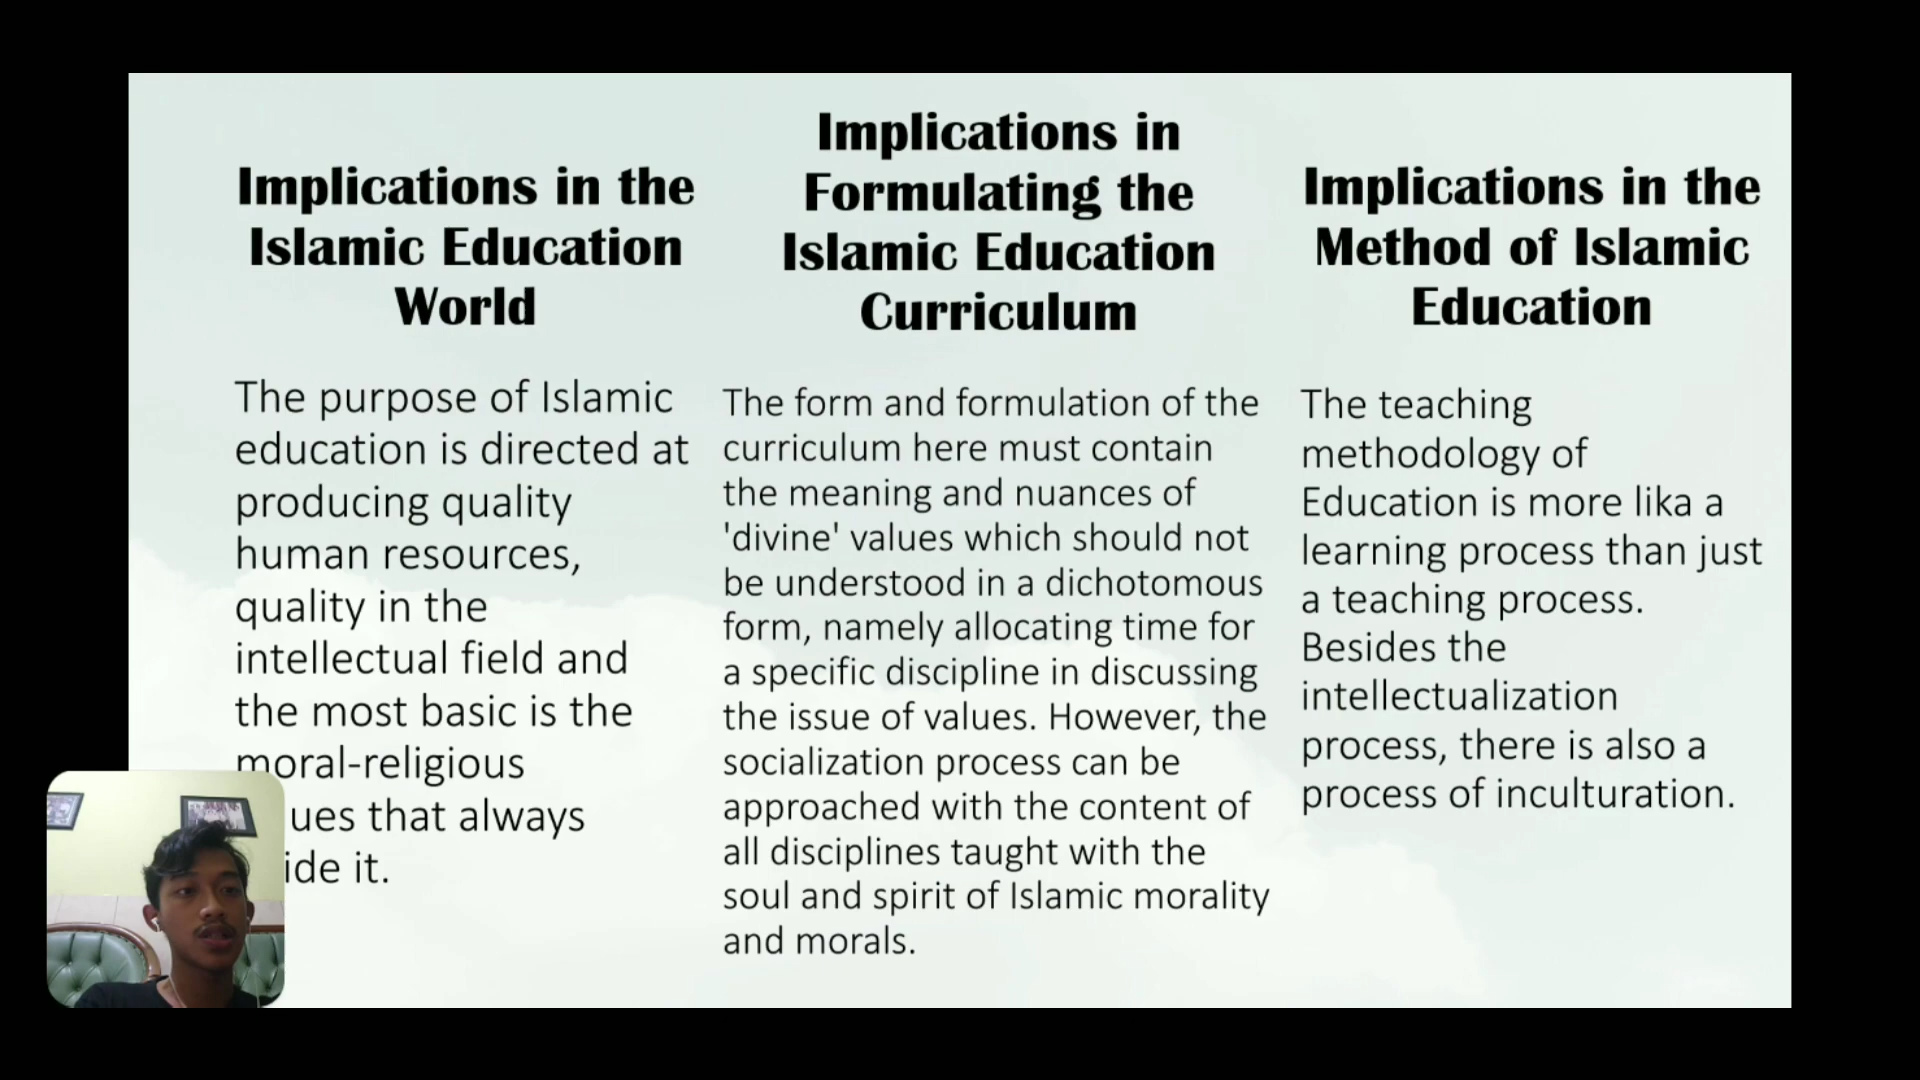 Implications in the
Islamic Education
World
The purpose of Islamic
education is directed at
producing quality
human resources,
quality in the
intellectual field and
the most basic is the
moral-religious
that always
it.
Implications in
Formulating the
Islamic Education
Curriculum
The form and formulation of the
curriculum here must contain
the meaning and nuances of
'divine' values which should not
be understood in a dichotomous
form, namely allocating time for
a specific discipline in discussing
the issue of values. However, the
socialization process can be
approached with the content of
all disciplines taught with the
soul and spirit of Islamic morality
and morals.
Implications in the
Method of Islamic
Education
The teaching
methodology of
Education is more lika a
learning process than just
a teaching process.
Besides the
intellectualization
process, there is also a
process of inculturation.